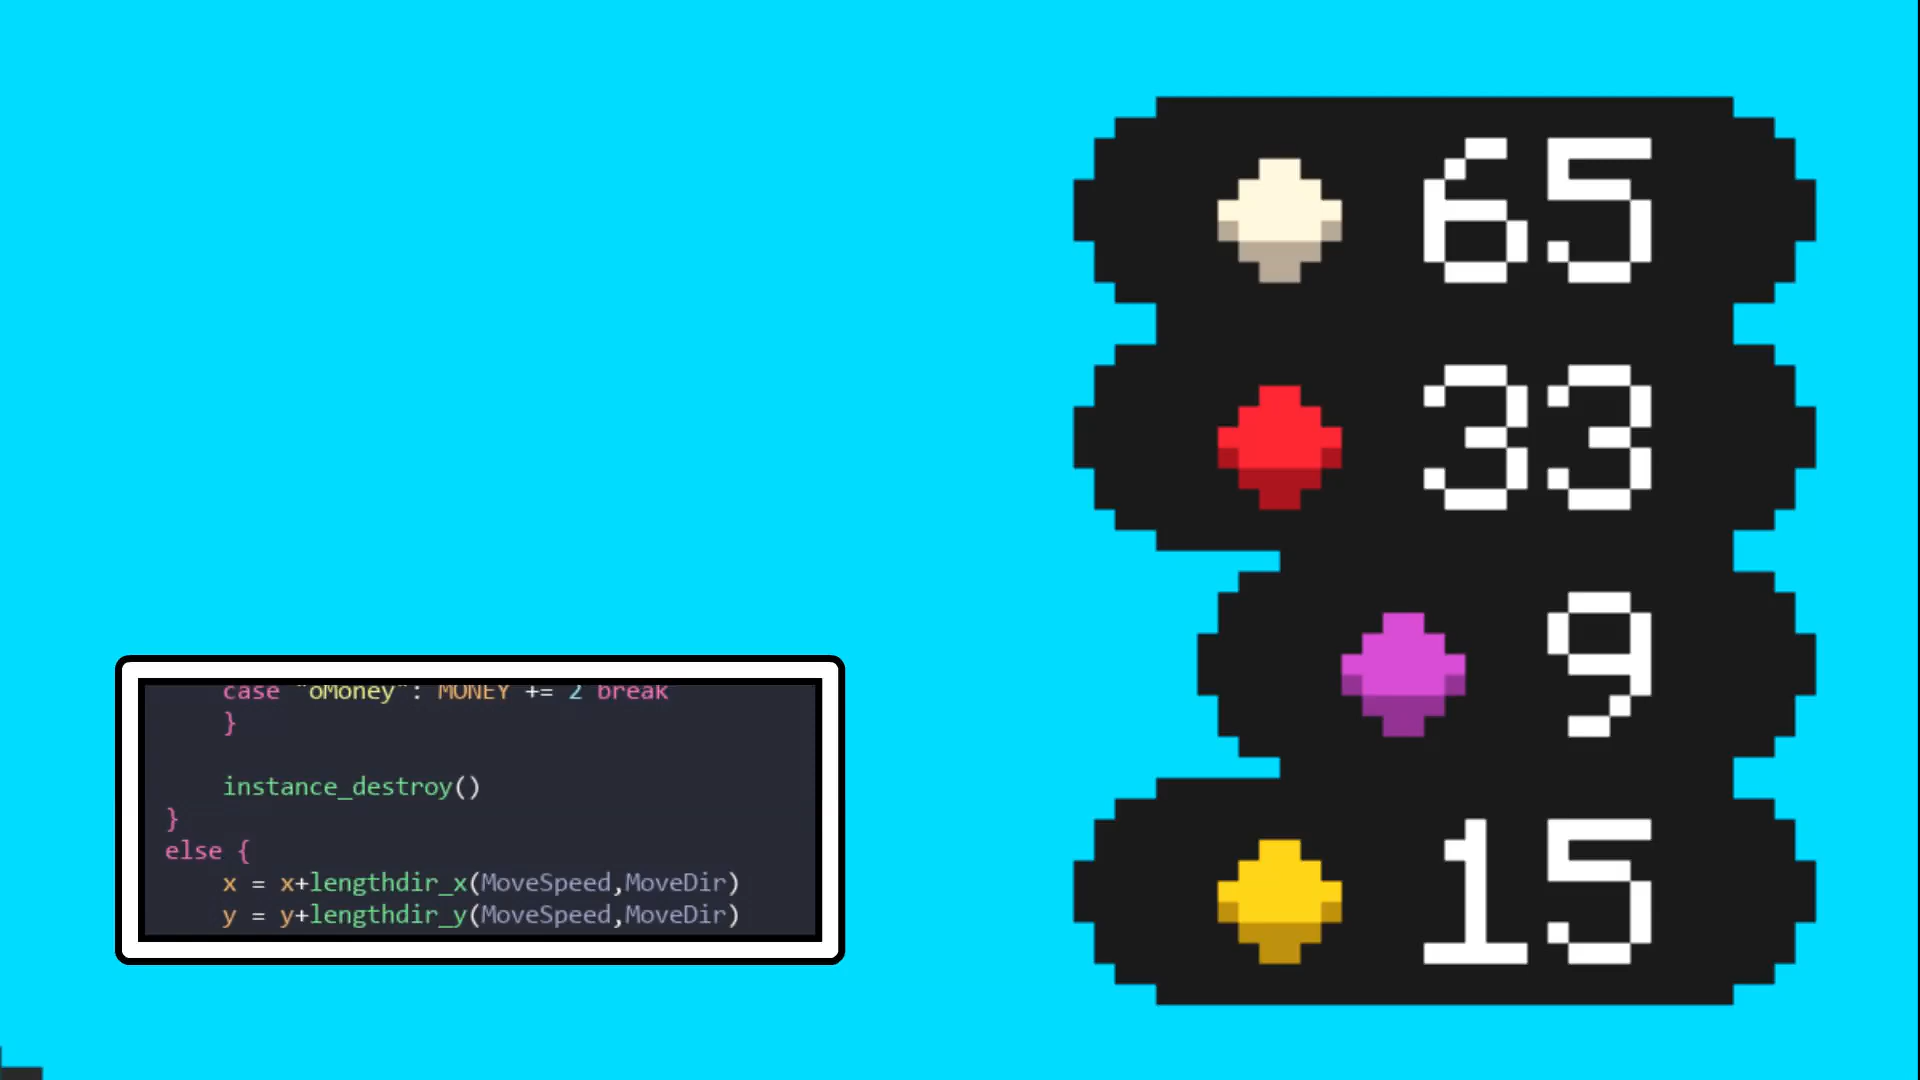 65
33
9
15
case "oMoney": MONEY += 2 break
}
instance_destroy()
}
else {
x = x+lengthdir_x(MoveSpeed,MoveDir)
y = y+lengthdir_y(MoveSpeed,MoveDir)